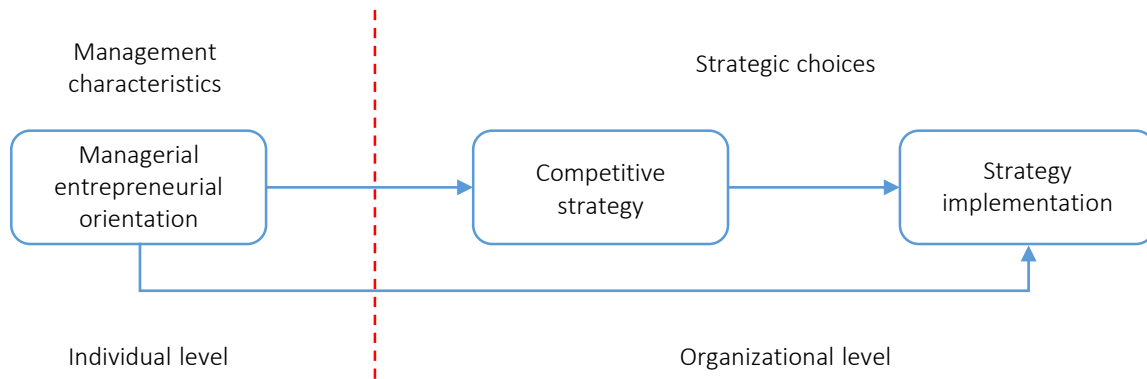 Management
characteristics
Strategic choices
Managerial
entrepreneurial
orientation
Competitive
strategy
Strategy
implementation
Individual level
Organizational level